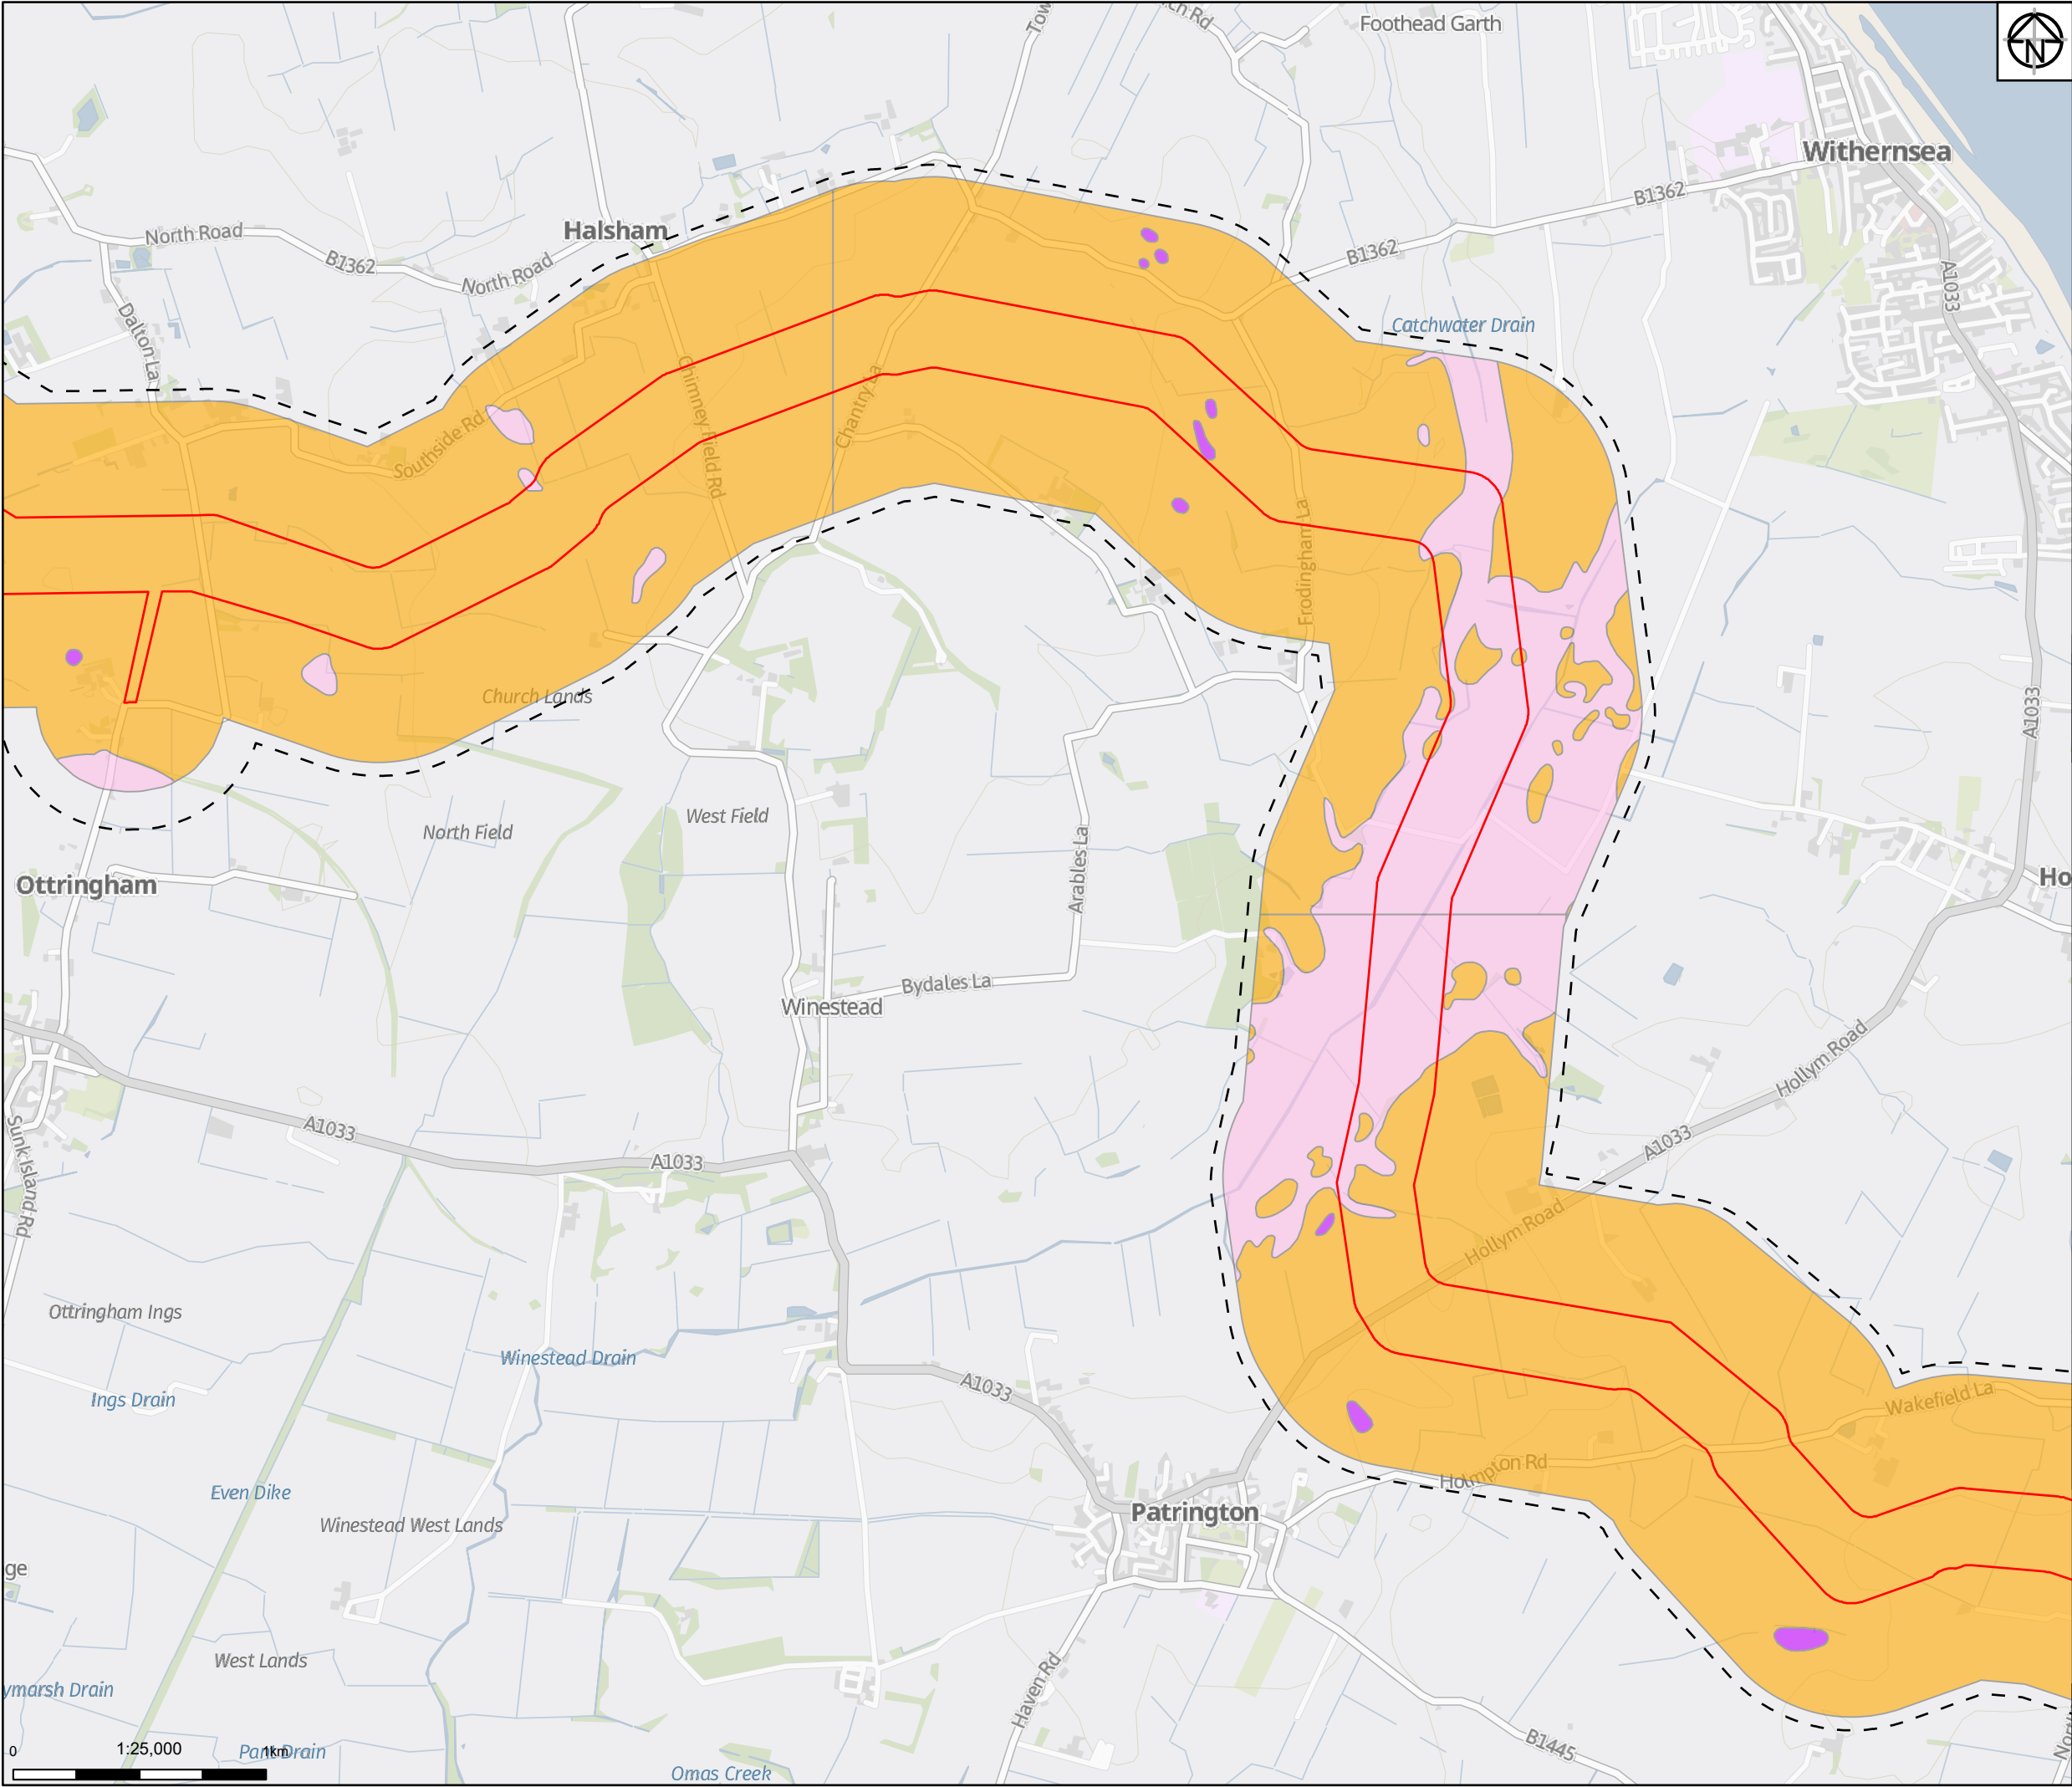 Foothead Garth
N
Withernsea
B1362
North Road
Halsham
B1362
B1362
North Road
A1033
Dalton La
Catchwater Drain
Chimney Field Rd
Chantry La
Southside Rd
Frodingham La
Church Lands
A1033
North Field
West Field
Arables La
Ottringham
Ho
Bydales La
Winestead
Hollym Road
A1033
A1033
A1033
Sunk Island Rd
Hollym Road
Ottringham Ings
Winestead Drain
Ings Drain
A1033
Wakefield La
Holmpton Rd
Even Dike
Winestead West Lands
Patrington
ge
West Lands
ymarsh Drain
Haven Rd
B1445
0 1:25,000 1km
Pant Drain
Omas Creek